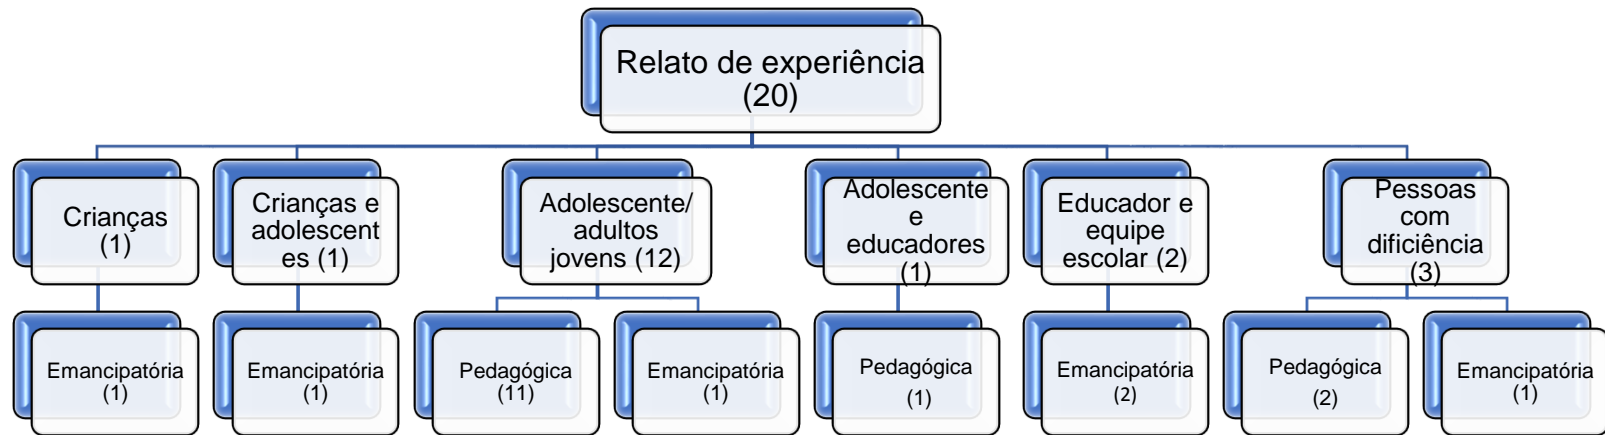 Relato de experiência
(20)
Crianças
(1)
Crianças e
adolescent
es (1)
Adolescente/
adultos
jovens (12)
Adolescente
e
educadores
(1)
Educador e
equipe
escolar (2)
Pessoas
com
dificiência
(3)
Emancipatória
(1)
Emancipatória
(1)
Pedagógica
(11)
Emancipatória
(1)
Pedagógica
(1)
Emancipatória
(2)
Pedagógica
(2)
Emancipatória
(1)